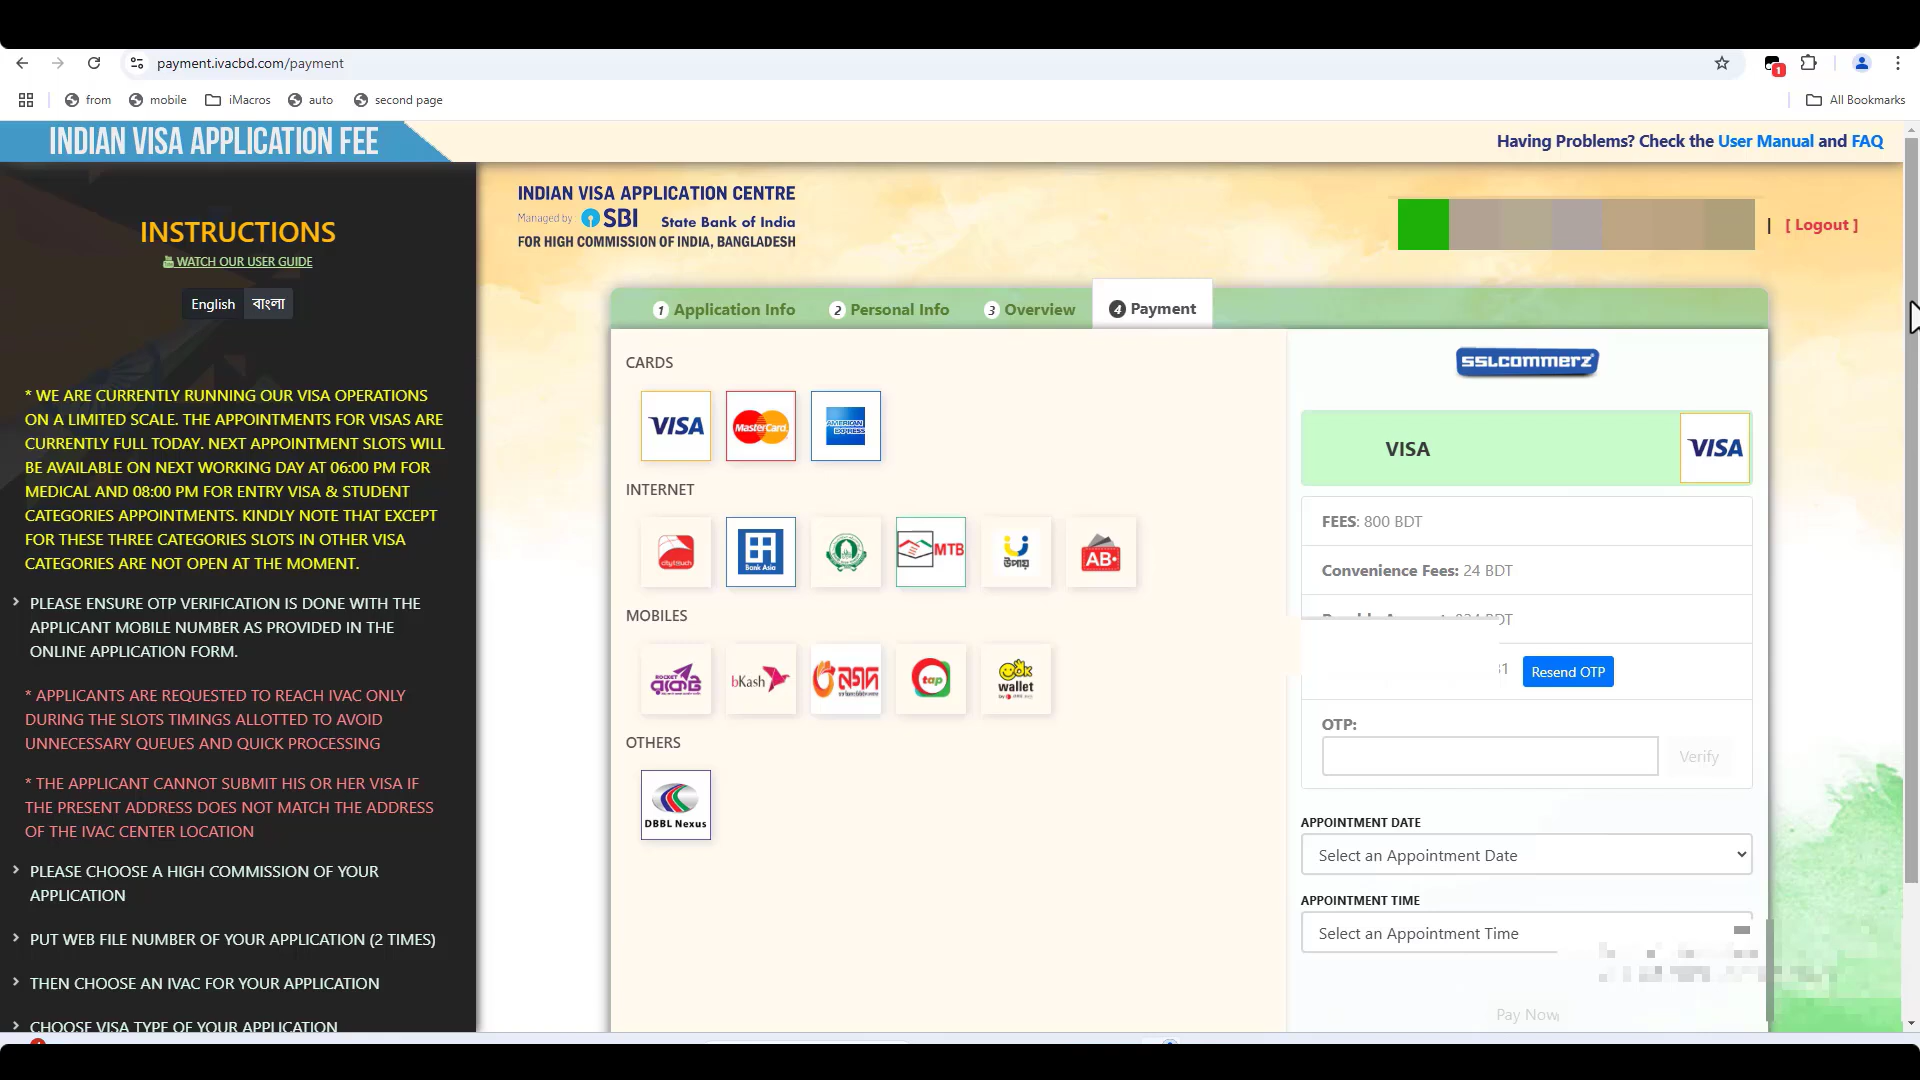 payment.ivacbd.com/payment
1
from
mobile
iMacros
auto
second page
All Bookmarks
INDIAN VISA APPLICATION FEE
Having Problems? Check the User Manual and FAQ
INSTRUCTIONS
WATCH OUR USER GUIDE
English
বাংলা
* WE ARE CURRENTLY RUNNING OUR VISA OPERATIONS
ON A LIMITED SCALE. THE APPOINTMENTS FOR VISAS ARE
CURRENTLY FULL TODAY. NEXT APPOINTMENT SLOTS WILL
BE AVAILABLE ON NEXT WORKING DAY AT 06:00 PM FOR
MEDICAL AND 08:00 PM FOR ENTRY VISA & STUDENT
CATEGORIES APPOINTMENTS. KINDLY NOTE THAT EXCEPT
FOR THESE THREE CATEGORIES SLOTS IN OTHER VISA
CATEGORIES ARE NOT OPEN AT THE MOMENT.
PLEASE ENSURE OTP VERIFICATION IS DONE WITH THE
APPLICANT MOBILE NUMBER AS PROVIDED IN THE
ONLINE APPLICATION FORM.
* APPLICANTS ARE REQUESTED TO REACH IVAC ONLY
DURING THE SLOTS TIMINGS ALLOTTED TO AVOID
UNNECESSARY QUEUES AND QUICK PROCESSING
* THE APPLICANT CANNOT SUBMIT HIS OR HER VISA IF
THE PRESENT ADDRESS DOES NOT MATCH THE ADDRESS
OF THE IVAC CENTER LOCATION
PLEASE CHOOSE A HIGH COMMISSION OF YOUR
APPLICATION
PUT WEB FILE NUMBER OF YOUR APPLICATION (2 TIMES)
THEN CHOOSE AN IVAC FOR YOUR APPLICATION
CHOOSE VISA TYPE OF YOUR APPLICATION
INDIAN VISA APPLICATION CENTRE
Managed by SBI State Bank of India
FOR HIGH COMMISSION OF INDIA, BANGLADESH
| [ Logout ]
1 Application Info
2 Personal Info
3 Overview
4 Payment
CARDS
VISA
MasterCard
AMERICAN EXPRESS
INTERNET
citytouch
Bank Asia
MTB
উপায়
AB
MOBILES
ROCKET রকেট
bKash
নগদ
tap
ok wallet
OTHERS
DBBL Nexus
SSLCOMMERZ
VISA
VISA
FEES: 800 BDT
Convenience Fees: 24 BDT
31
Resend OTP
OTP:
Verify
APPOINTMENT DATE
Select an Appointment Date
APPOINTMENT TIME
Select an Appointment Time
Pay Now